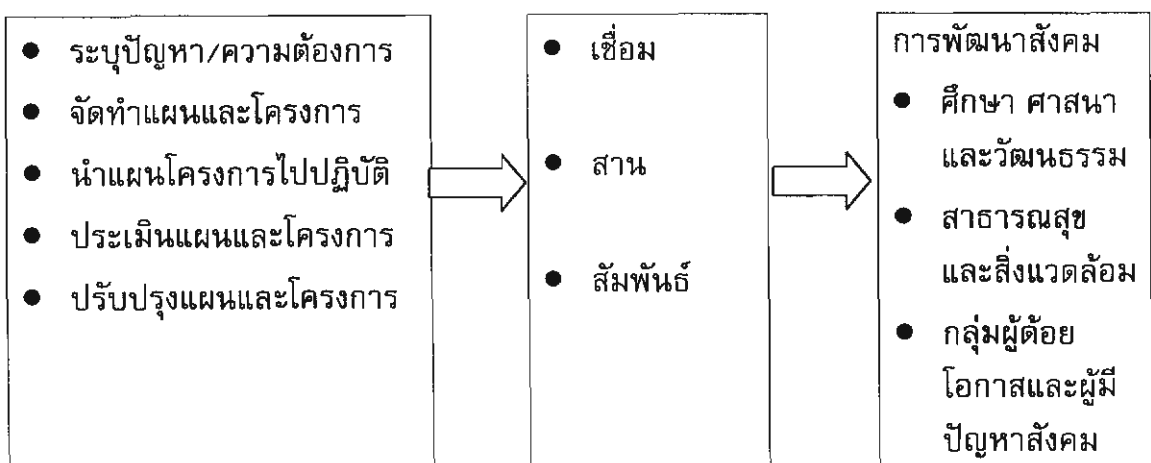 ● ระบุปัญหา/ความต้องการ
● จัดทำแผนและโครงการ
● นำแผนโครงการไปปฏิบัติ
● ประเมินแผนและโครงการ
● ปรับปรุงแผนและโครงการ
● เชื่อม
● สาน
● สัมพันธ์
การพัฒนาสังคม
● ศึกษา ศาสนา
และวัฒนธรรม
● สาธารณสุข
และสิ่งแวดล้อม
● กลุ่มผู้ด้อย
โอกาสและผู้มี
ปัญหาสังคม